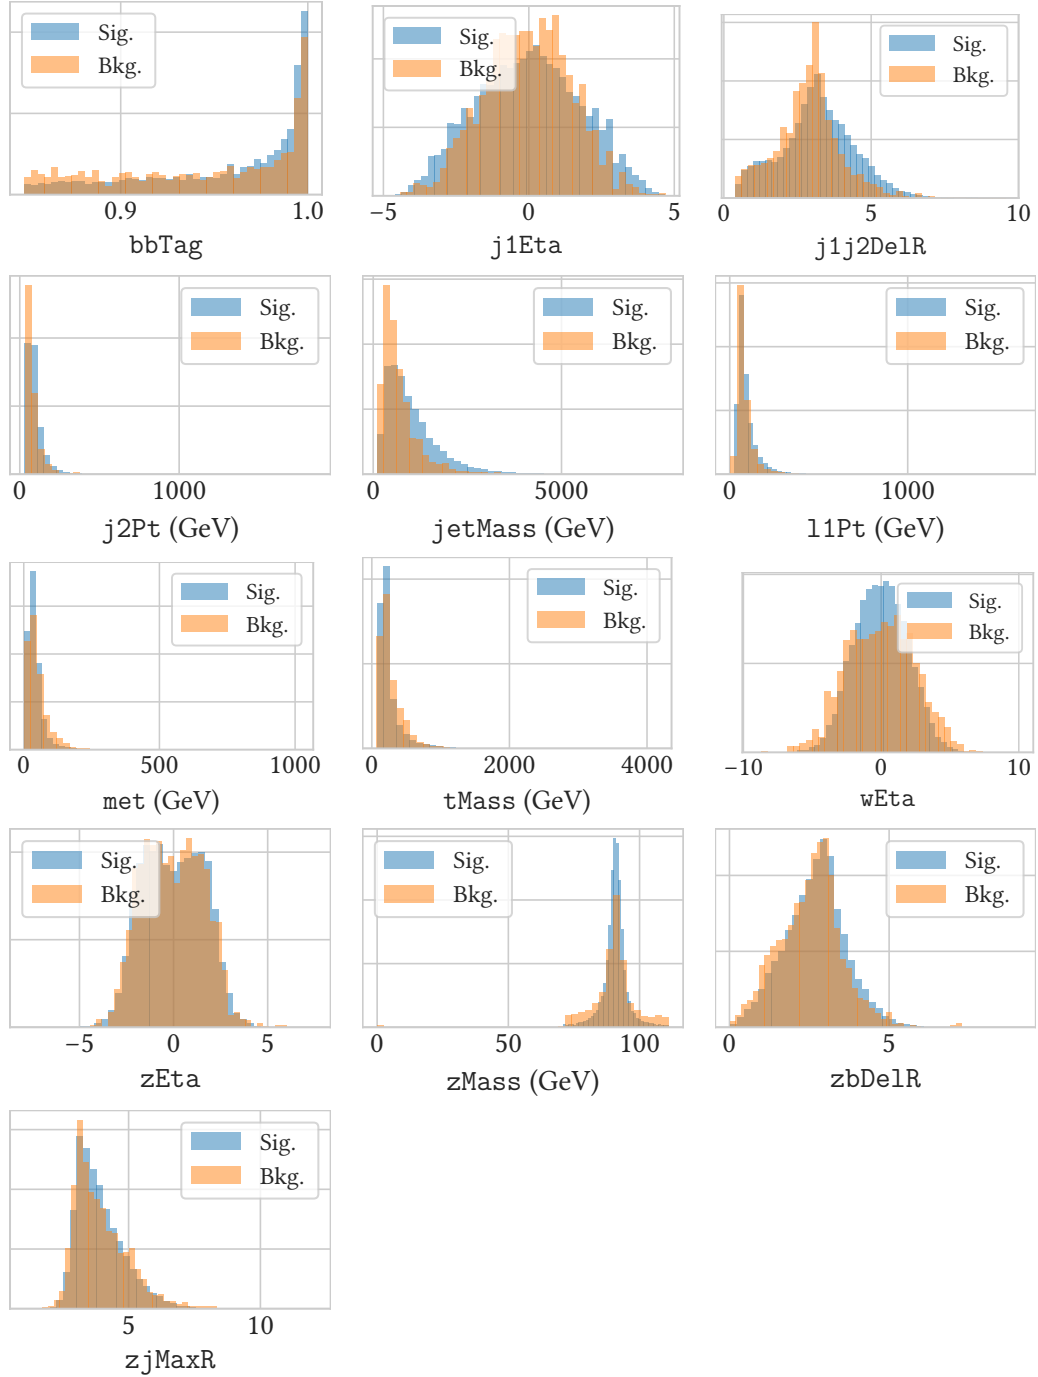 Sig.
Bkg.
0.9
1.0
bbTag
Sig.
Bkg.
−5
0
5
j1Eta
Sig.
Bkg.
0
5
10
j1j2DelR
Sig.
Bkg.
0
1000
j2Pt (GeV)
Sig.
Bkg.
0
5000
jetMass (GeV)
Sig.
Bkg.
0
1000
l1Pt (GeV)
Sig.
Bkg.
0
500
1000
met (GeV)
Sig.
Bkg.
0
2000
4000
tMass (GeV)
Sig.
Bkg.
−10
0
10
wEta
Sig.
Bkg.
−5
0
5
zEta
Sig.
Bkg.
0
50
100
zMass (GeV)
Sig.
Bkg.
0
5
zbDelR
Sig.
Bkg.
5
10
zjMaxR